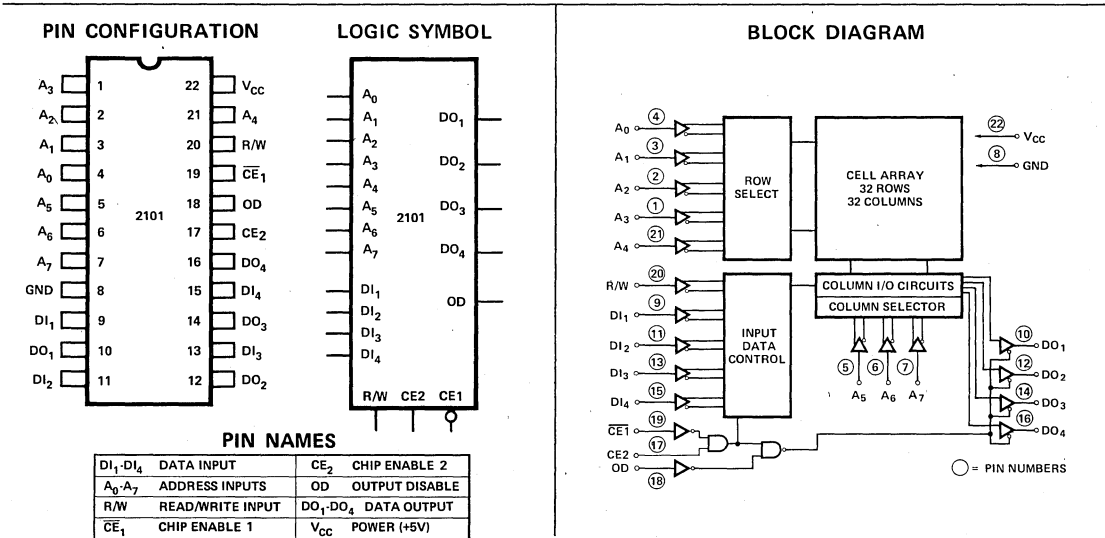 PIN CONFIGURATION
A3 1 22 VCC
A2 2 21 A4
A1 3 20 R/W
A0 4 19 C̅E̅1
A5 5 18 OD
2101
A6 6 17 CE2
A7 7 16 DO4
GND 8 15 DI4
DI1 9 14 DO3
DO1 10 13 DI3
DI2 11 12 DO2
LOGIC SYMBOL
A0
A1
A2
A3
A4
A5
A6
A7
DI1
DI2
DI3
DI4
2101
DO1
DO2
DO3
DO4
OD
R/W CE2 CE1
PIN NAMES
DI1-DI4 DATA INPUT CE2 CHIP ENABLE 2
A0-A7 ADDRESS INPUTS OD OUTPUT DISABLE
R/W READ/WRITE INPUT DO1-DO4 DATA OUTPUT
C̅E̅1 CHIP ENABLE 1 VCC POWER (+5V)
BLOCK DIAGRAM
A0 4
A1 3
A2 2
A3 1
A4 21
ROW
SELECT
CELL ARRAY
32 ROWS
32 COLUMNS
22 VCC
8 GND
R/W 20
DI1 9
DI2 11
DI3 13
DI4 15
C̅E̅1 19
CE2 17
OD 18
INPUT
DATA
CONTROL
COLUMN I/O CIRCUITS
COLUMN SELECTOR
5 6 7
A5 A6 A7
10 DO1
12 DO2
14 DO3
16 DO4
= PIN NUMBERS